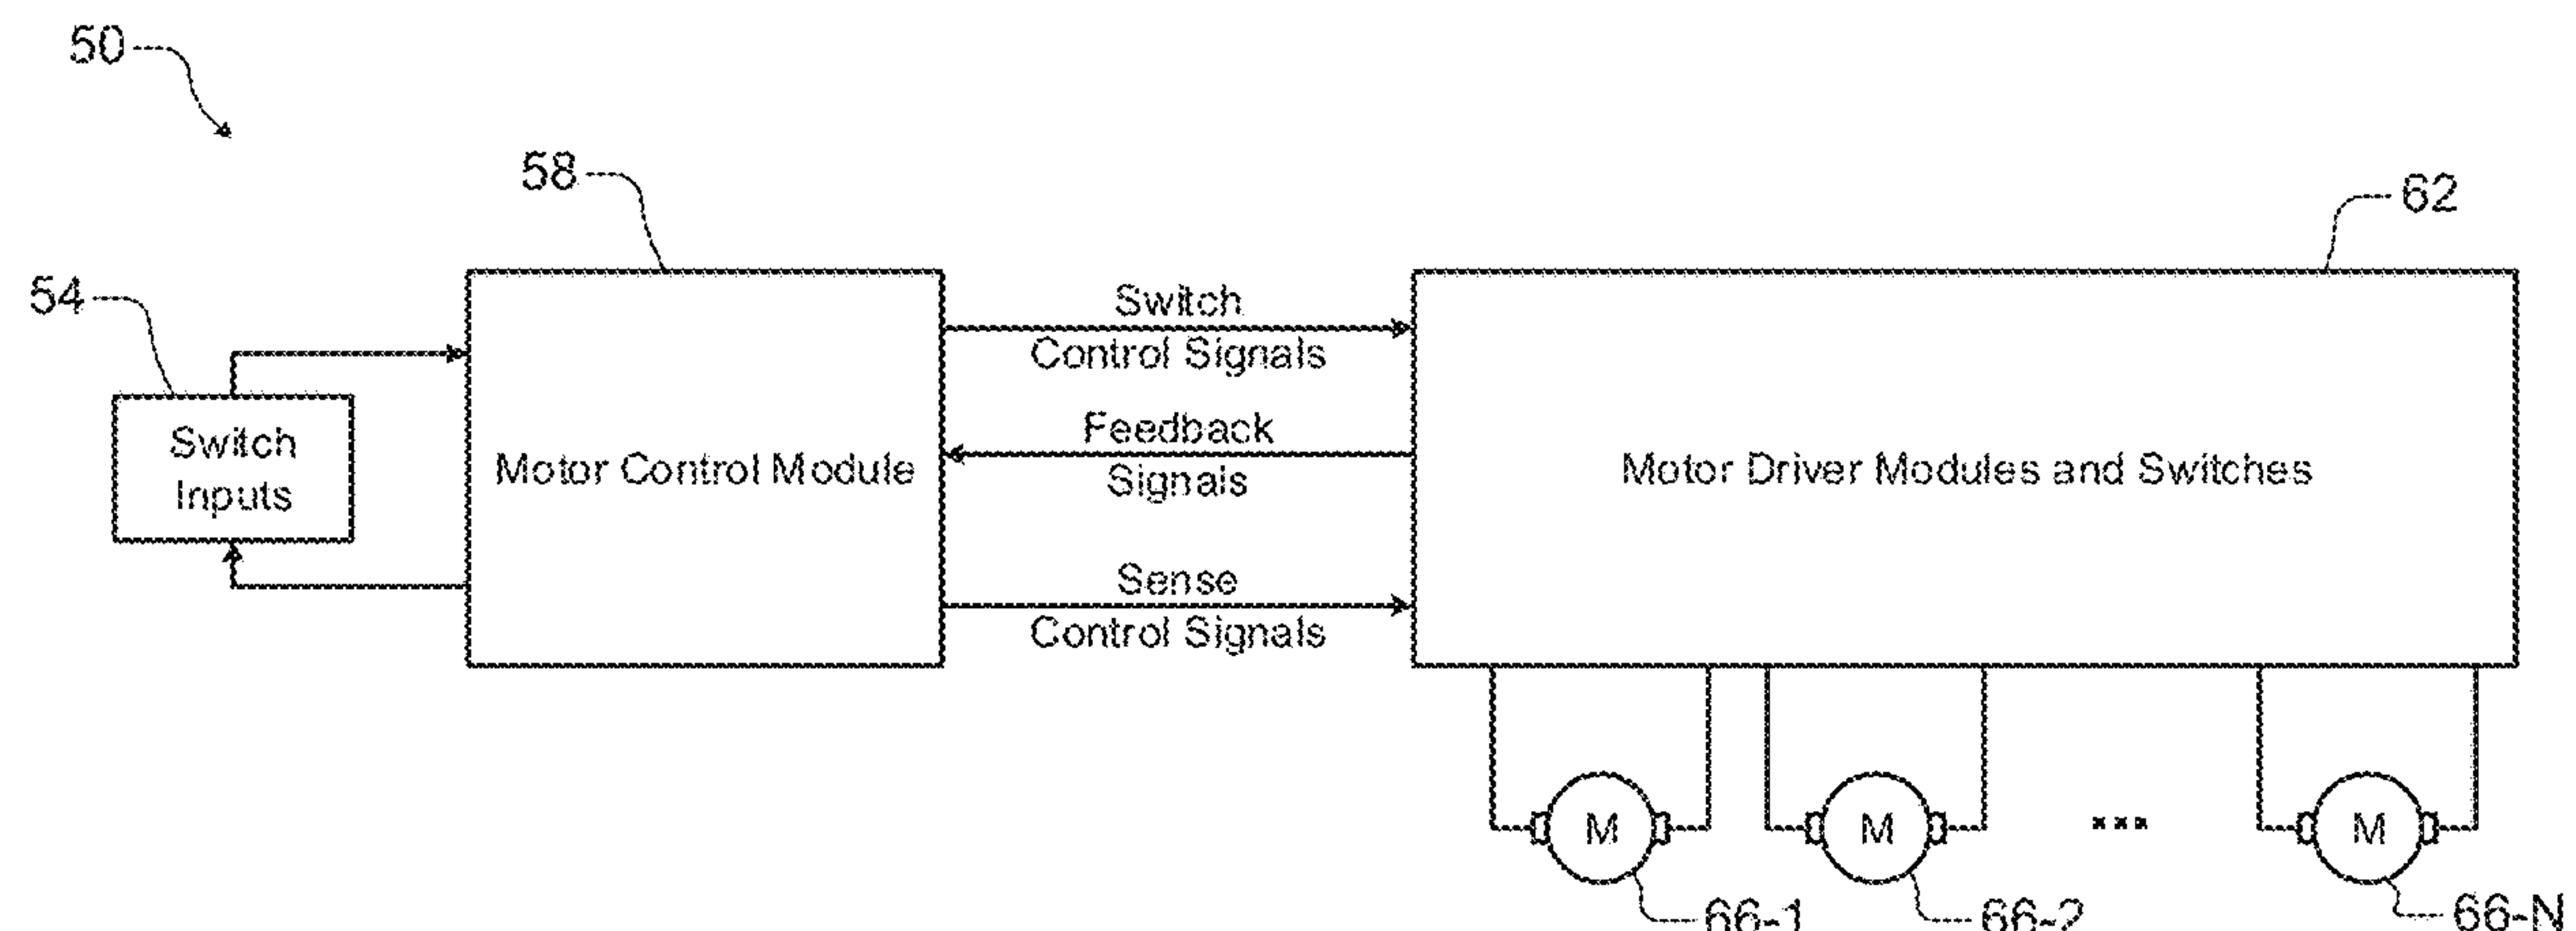 50
58
62
54
Switch
Control Signals
Switch
Inputs
Motor Control Module
Feedback
Signals
Motor Driver Modules and Switches
Sense
Control Signals
M
M
M
66-1
66-2
66-N